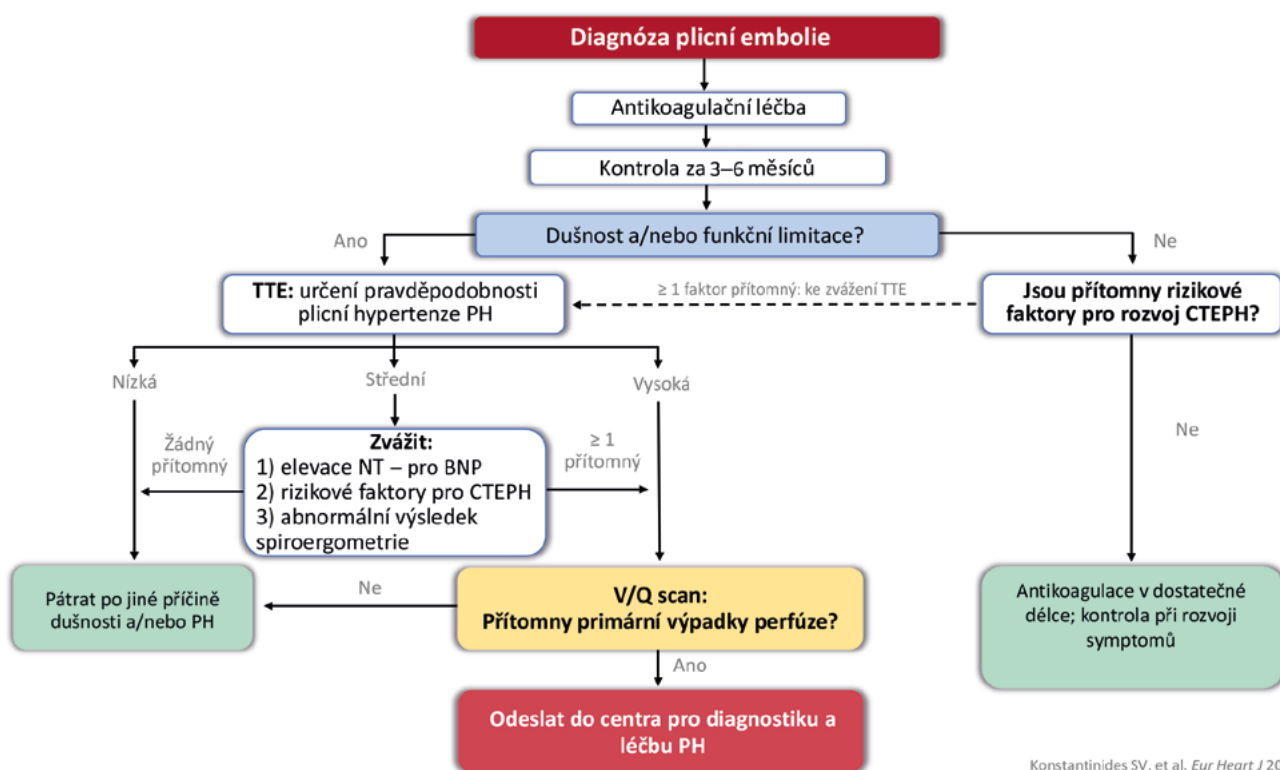 Diagnóza plicní embolie
Antikoagulační léčba
Kontrola za 3–6 měsíců
Dušnost a/nebo funkční limitace?
Ano
Ne
TTE: určení pravděpodobnosti
plicní hypertenze PH
≥ 1 faktor přítomný: ke zvážení TTE
Jsou přítomny rizikové
faktory pro rozvoj CTEPH?
Nízká
Střední
Vysoká
Žádný
přítomný
Zvážit:
1) elevace NT – pro BNP
2) rizikové faktory pro CTEPH
3) abnormální výsledek
spiroergometrie
≥ 1
přítomný
Ne
Pátrat po jiné příčině
dušnosti a/nebo PH
Ne
V/Q scan:
Přítomny primární výpadky perfúze?
Antikoagulace v dostatečné
délce; kontrola při rozvoji
symptomů
Ano
Odeslat do centra pro diagnostiku a
léčbu PH
Konstantinides SV, et al. Eur Heart J 20